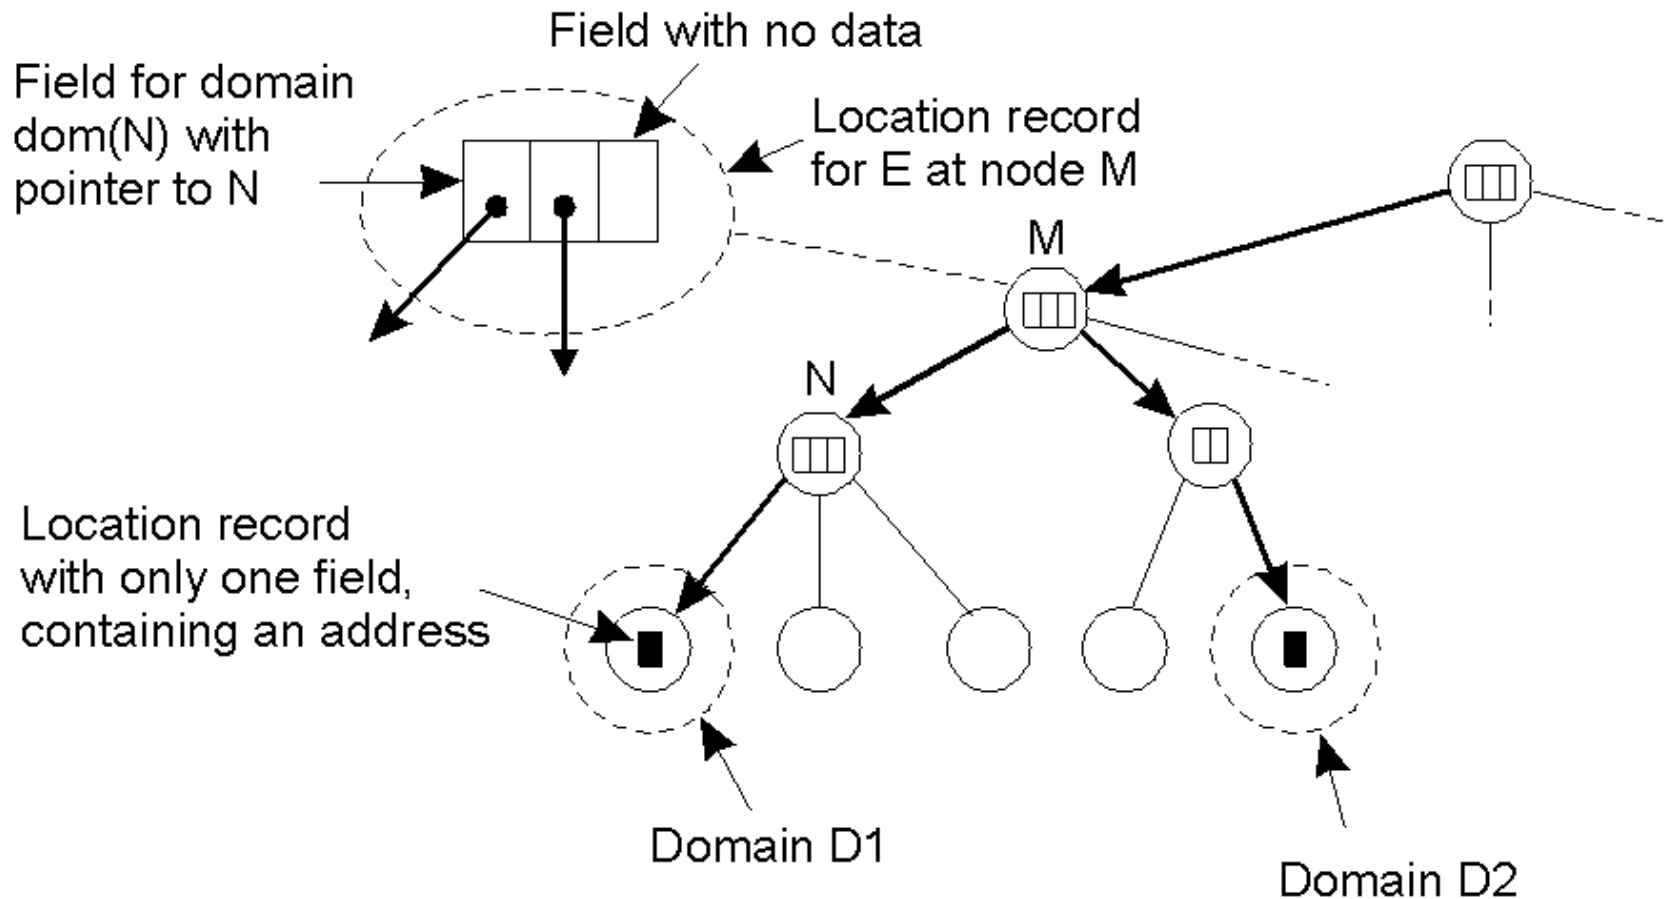 Field with no data
Field for domain
dom(N) with
pointer to N
Location record
for E at node M
M
N
Location record
with only one field,
containing an address
Domain D1
Domain D2